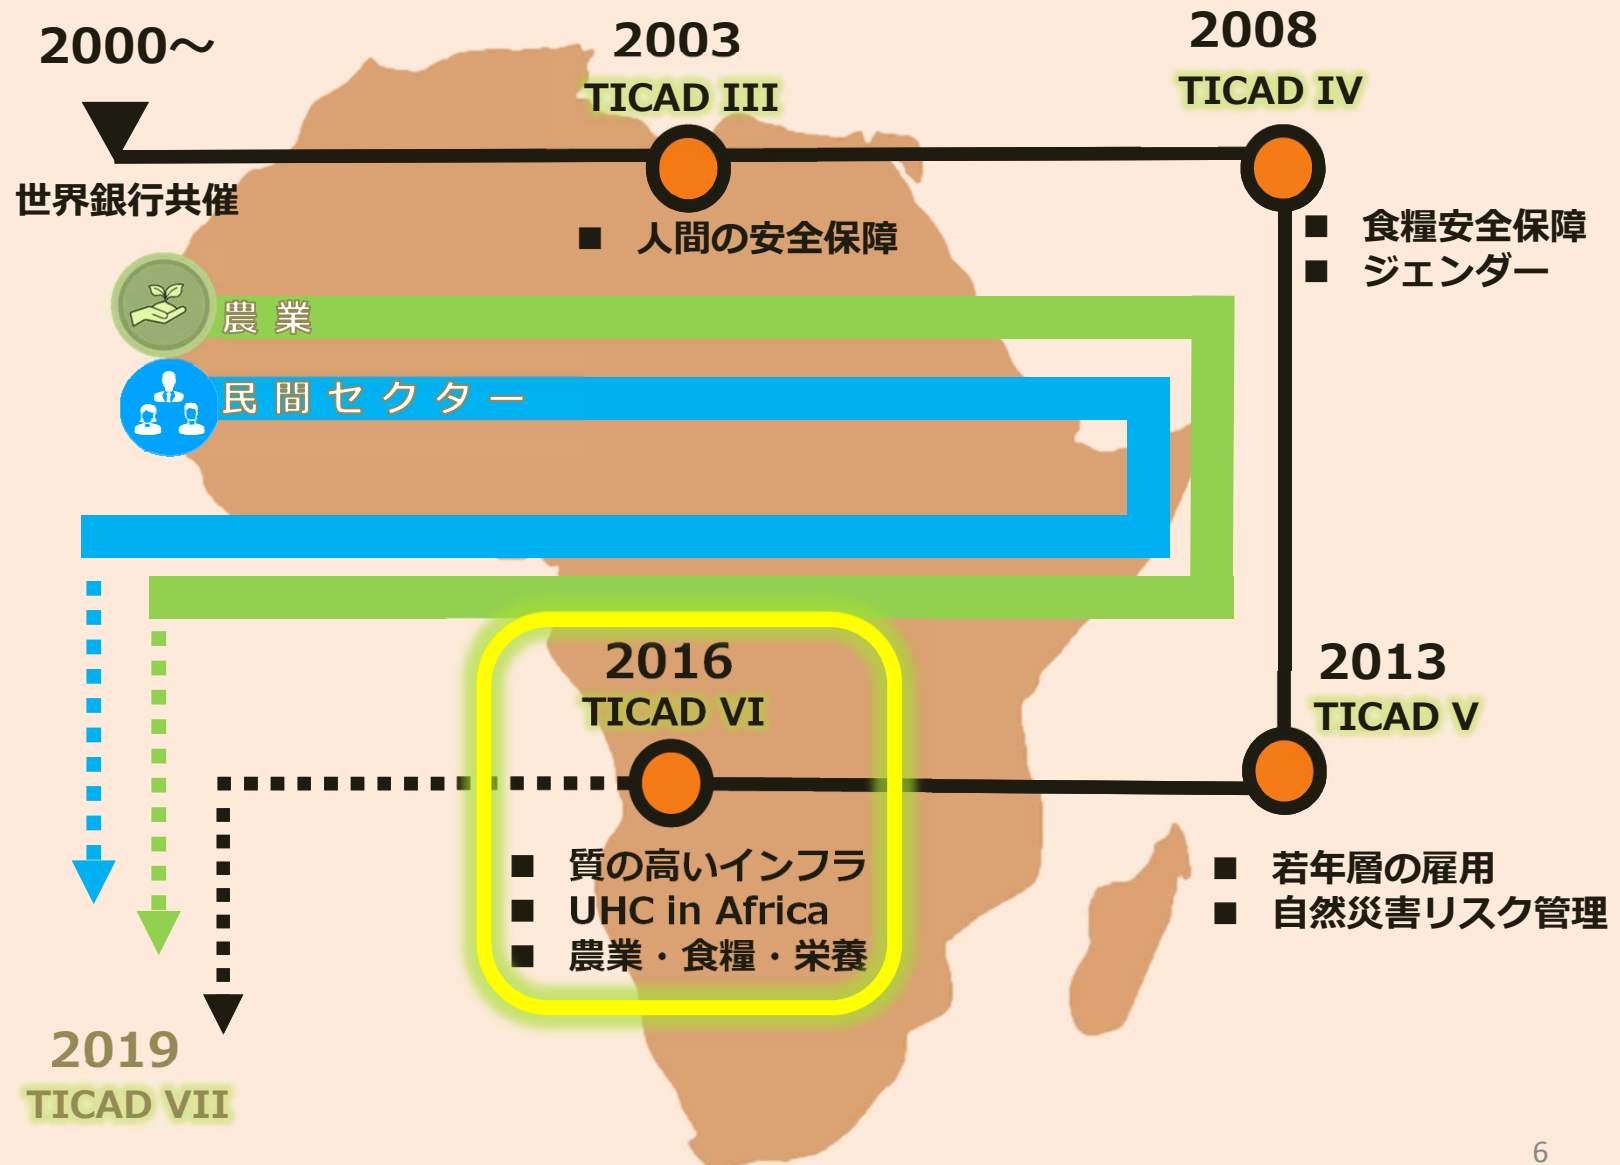 2000～
世界銀行共催
2003
TICAD III
■ 人間の安全保障
2008
TICAD IV
■ 食糧安全保障
■ ジェンダー
農業
民間セクター
2013
TICAD V
■ 若年層の雇用
■ 自然災害リスク管理
2016
TICAD VI
■ 質の高いインフラ
■ UHC in Africa
■ 農業・食糧・栄養
2019
TICAD VII
6